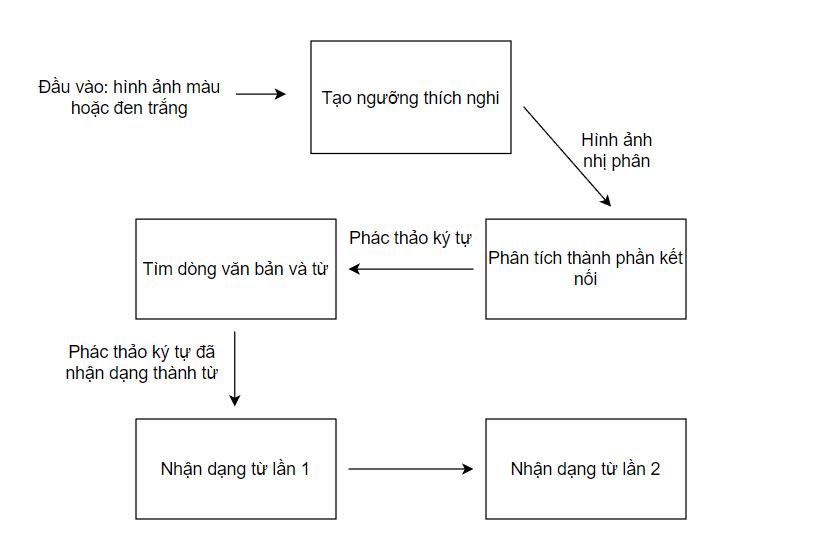 Đầu vào: hình ảnh màu
hoặc đen trắng
Tạo ngưỡng thích nghi
Hình ảnh
nhị phân
Phác thảo ký tự
Tìm dòng văn bản và từ
Phân tích thành phần kết
nối
Phác thảo ký tự đã
nhận dạng thành từ
Nhận dạng từ lần 1
Nhận dạng từ lần 2